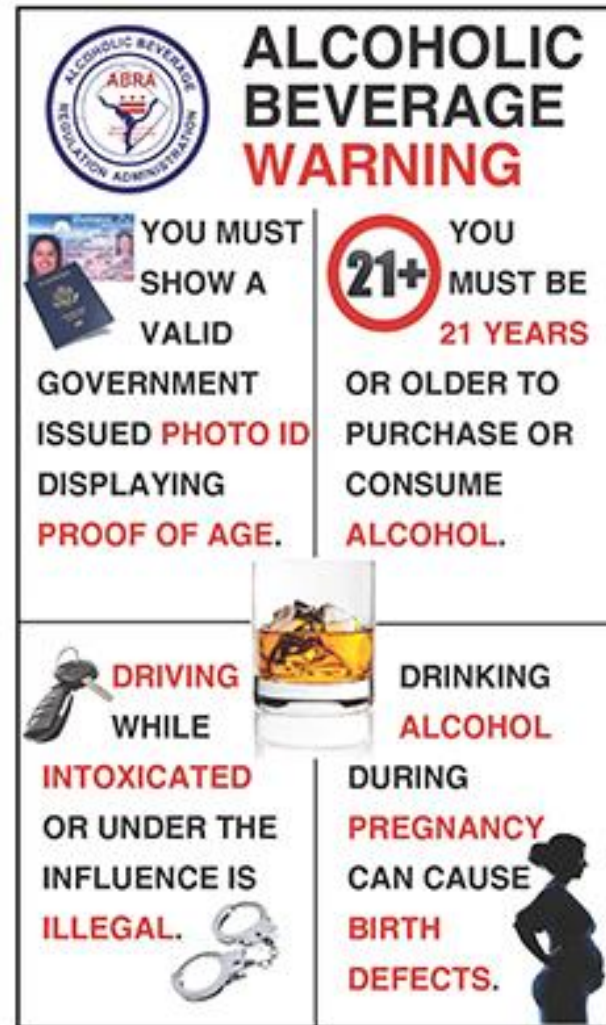 ALCOHOLIC BEVERAGE
REGULATION ADMINISTRATION
ABRA
ALCOHOLIC
BEVERAGE
WARNING
YOU MUST
SHOW A
VALID
GOVERNMENT
ISSUED PHOTO ID
DISPLAYING
PROOF OF AGE.
21+
YOU
MUST BE
21 YEARS
OR OLDER TO
PURCHASE OR
CONSUME
ALCOHOL.
DRIVING
WHILE
INTOXICATED
OR UNDER THE
INFLUENCE IS
ILLEGAL.
DRINKING
ALCOHOL
DURING
PREGNANCY
CAN CAUSE
BIRTH
DEFECTS.